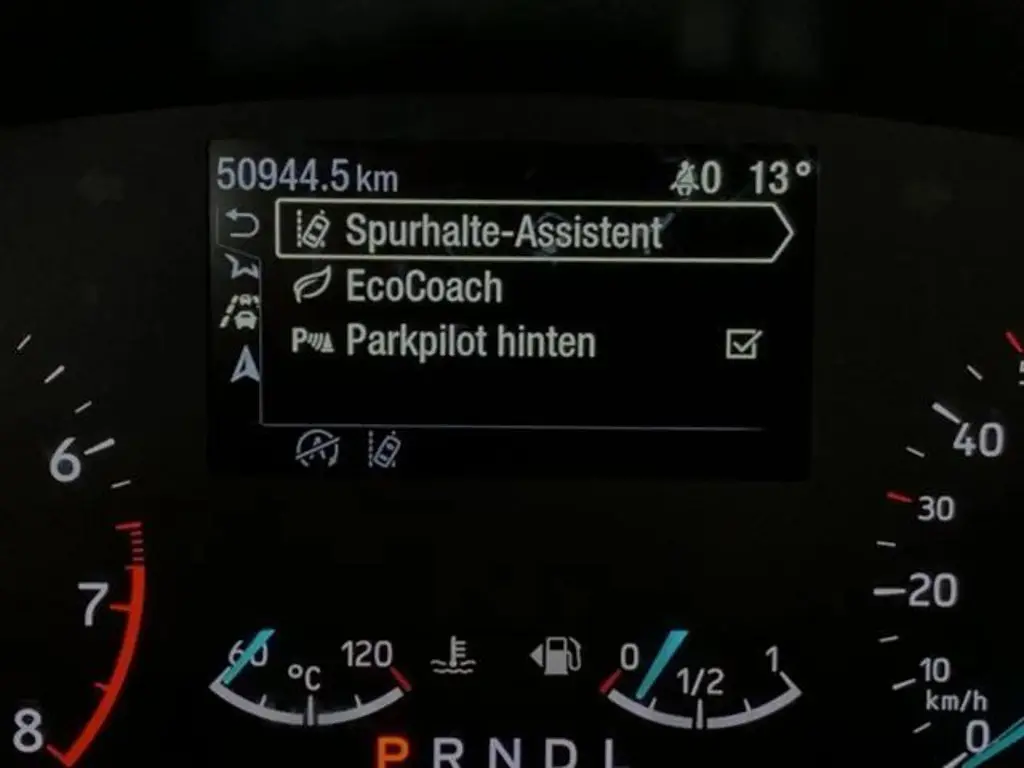 50944.5 km 0 13°
Spurhalte-Assistent
EcoCoach
P Parkpilot hinten
A
6
7
8
60 °C 120
0 1/2 1
P R N D L
40
30
20
10
km/h
0